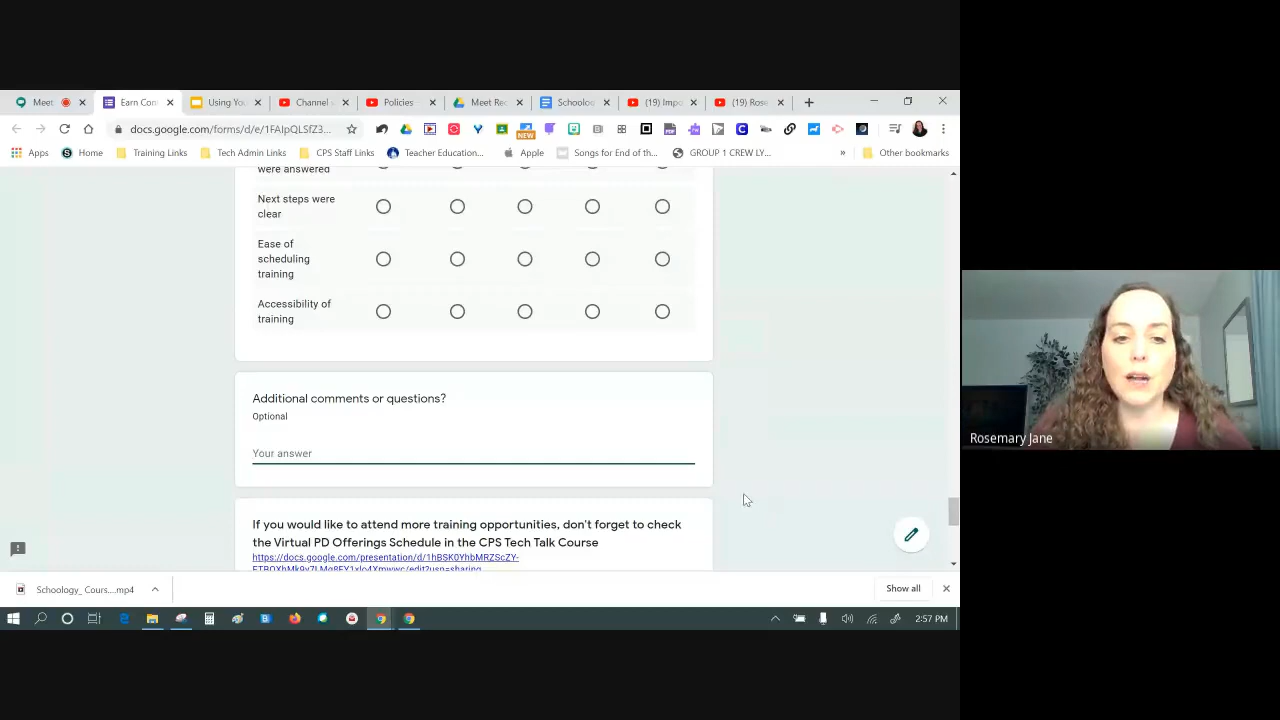 Meet
Earn Con
Using You
Channel
Policies
Meet Rec
Schoolog
(19) Impo
(19) Rose
docs.google.com/forms/d/e/1FAIpQLSfZ3...
NEW
Apps
Home
Training Links
Tech Admin Links
CPS Staff Links
Teacher Education...
Apple
Songs for End of th...
GROUP 1 CREW LY...
»
Other bookmarks
were answered
Next steps were
clear
Ease of
scheduling
training
Accessibility of
training
Additional comments or questions?
Optional
Your answer
If you would like to attend more training opportunities, don't forget to check
the Virtual PD Offerings Schedule in the CPS Tech Talk Course
https://docs.google.com/presentation/d/1hBSK0YhbMRZScZY-
Rosemary Jane
Schoology_ Cours....mp4
Show all
2:57 PM